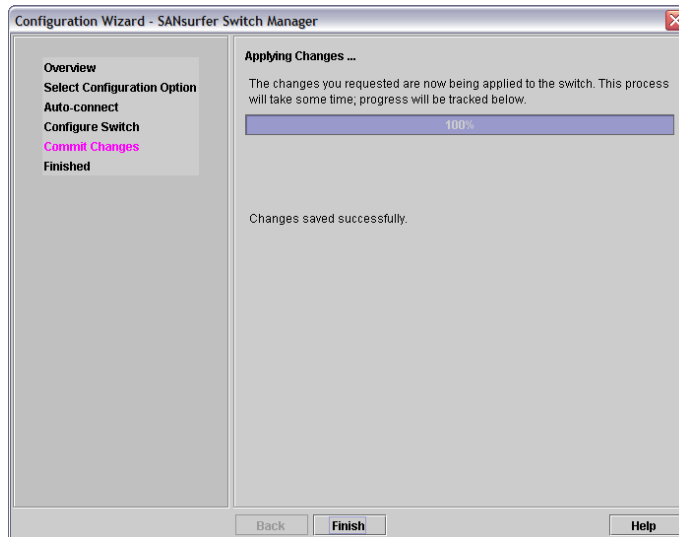 Configuration Wizard - SANsurfer Switch Manager
Overview
Select Configuration Option
Auto-connect
Configure Switch
Commit Changes
Finished
Applying Changes ...
The changes you requested are now being applied to the switch. This process
will take some time; progress will be tracked below.
100%
Changes saved successfully.
Back
Finish
Help